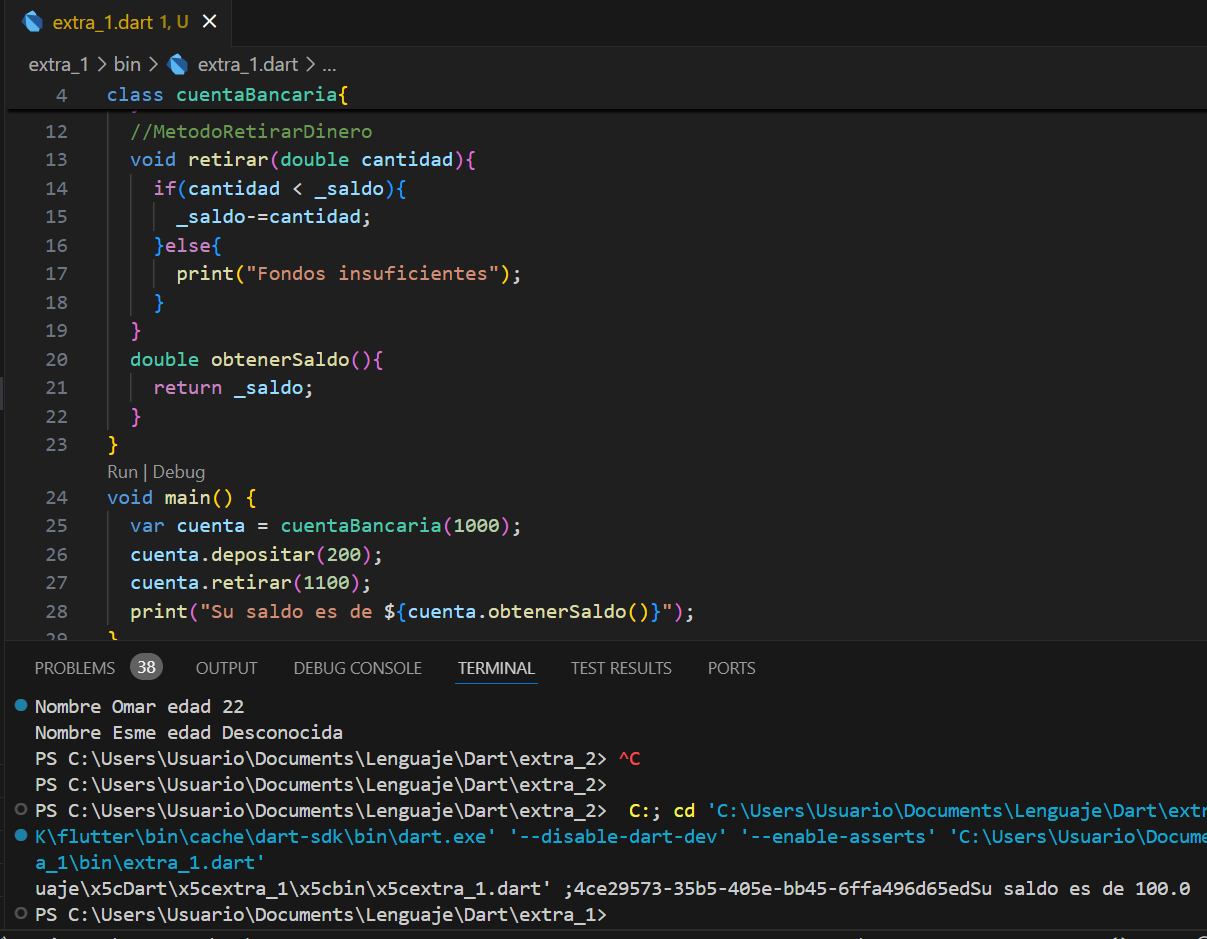 extra_1.dart 1, U
extra_1 > bin > extra_1.dart > ...
4 class cuentaBancaria{
12 //MetodoRetirarDinero
13 void retirar(double cantidad){
14 if(cantidad < _saldo){
15 _saldo-=cantidad;
16 }else{
17 print("Fondos insuficientes");
18 }
19 }
20 double obtenerSaldo(){
21 return _saldo;
22 }
23 }
Run | Debug
24 void main() {
25 var cuenta = cuentaBancaria(1000);
26 cuenta.depositar(200);
27 cuenta.retirar(1100);
28 print("Su saldo es de ${cuenta.obtenerSaldo()}");
29 }
PROBLEMS 38 OUTPUT DEBUG CONSOLE TERMINAL TEST RESULTS PORTS
Nombre Omar edad 22
Nombre Esme edad Desconocida
PS C:\Users\Usuario\Documents\Lenguaje\Dart\extra_2> ^C
PS C:\Users\Usuario\Documents\Lenguaje\Dart\extra_2>
PS C:\Users\Usuario\Documents\Lenguaje\Dart\extra_2>  C:; cd 'C:\Users\Usuario\Documents\Lenguaje\Dart\extr
K\flutter\bin\cache\dart-sdk\bin\dart.exe' '--disable-dart-dev' '--enable-asserts' 'C:\Users\Usuario\Docume
a_1\bin\extra_1.dart'
uaje\x5cDart\x5cextra_1\x5cbin\x5cextra_1.dart' ;4ce29573-35b5-405e-bb45-6ffa496d65edSu saldo es de 100.0
PS C:\Users\Usuario\Documents\Lenguaje\Dart\extra_1>